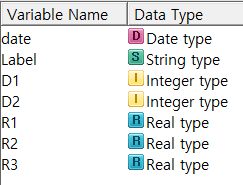 Variable Name Data Type
date D Date type
Label S String type
D1 I Integer type
D2 I Integer type
R1 R Real type
R2 R Real type
R3 R Real type